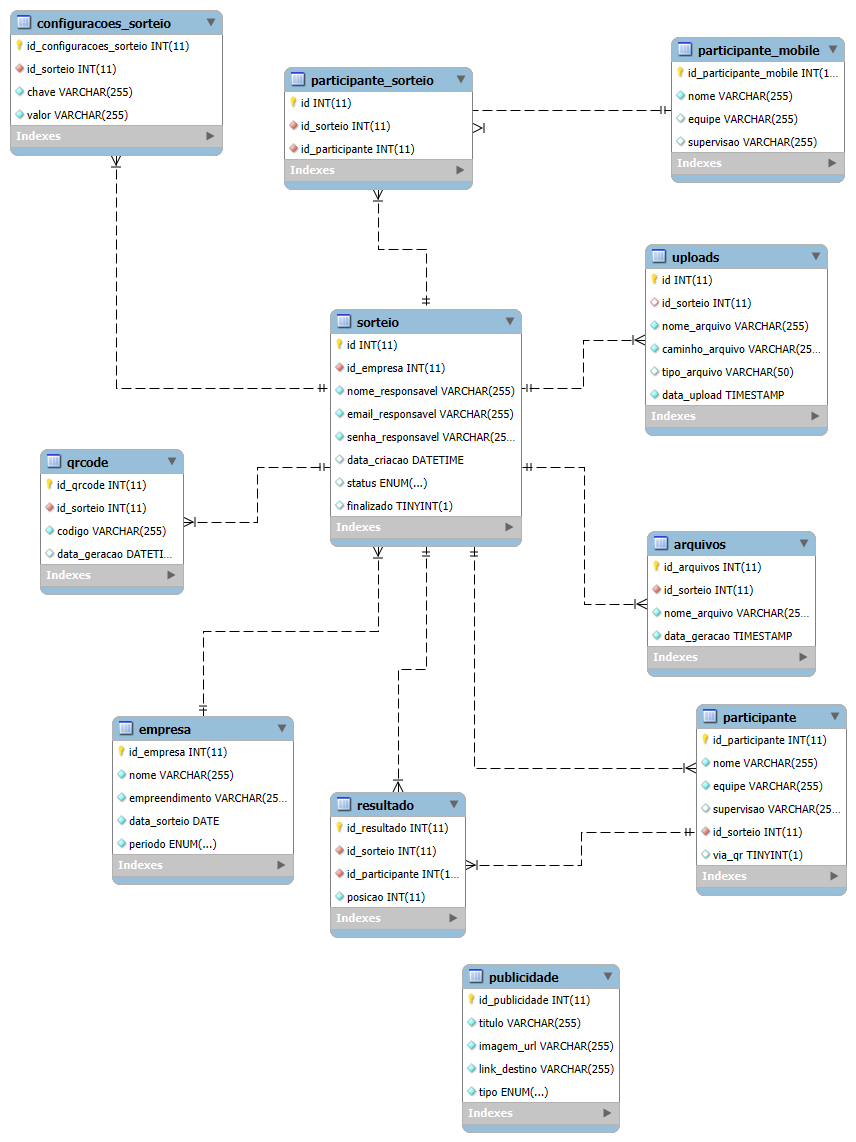 configuracoes_sorteio
id_configuracoes_sorteio INT(11)
id_sorteio INT(11)
chave VARCHAR(255)
valor VARCHAR(255)
Indexes
participante_sorteio
id INT(11)
id_sorteio INT(11)
id_participante INT(11)
Indexes
participante_mobile
id_participante_mobile INT(1...
nome VARCHAR(255)
equipe VARCHAR(255)
supervisao VARCHAR(255)
Indexes
uploads
id INT(11)
id_sorteio INT(11)
nome_arquivo VARCHAR(255)
caminho_arquivo VARCHAR(25...
tipo_arquivo VARCHAR(50)
data_upload TIMESTAMP
Indexes
sorteio
id INT(11)
id_empresa INT(11)
nome_responsavel VARCHAR(255)
email_responsavel VARCHAR(255)
senha_responsavel VARCHAR(25...
data_criacao DATETIME
status ENUM(...)
finalizado TINYINT(1)
Indexes
qrcode
id_qrcode INT(11)
id_sorteio INT(11)
codigo VARCHAR(255)
data_geracao DATETI...
Indexes
arquivos
id_arquivos INT(11)
id_sorteio INT(11)
nome_arquivo VARCHAR(25...
data_geracao TIMESTAMP
Indexes
empresa
id_empresa INT(11)
nome VARCHAR(255)
empreendimento VARCHAR(25...
data_sorteio DATE
periodo ENUM(...)
Indexes
participante
id_participante INT(11)
nome VARCHAR(255)
equipe VARCHAR(255)
supervisao VARCHAR(25...
id_sorteio INT(11)
via_qr TINYINT(1)
Indexes
resultado
id_resultado INT(11)
id_sorteio INT(11)
id_participante INT(1...
posicao INT(11)
Indexes
publicidade
id_publicidade INT(11)
titulo VARCHAR(255)
imagem_url VARCHAR(255)
link_destino VARCHAR(255)
tipo ENUM(...)
Indexes